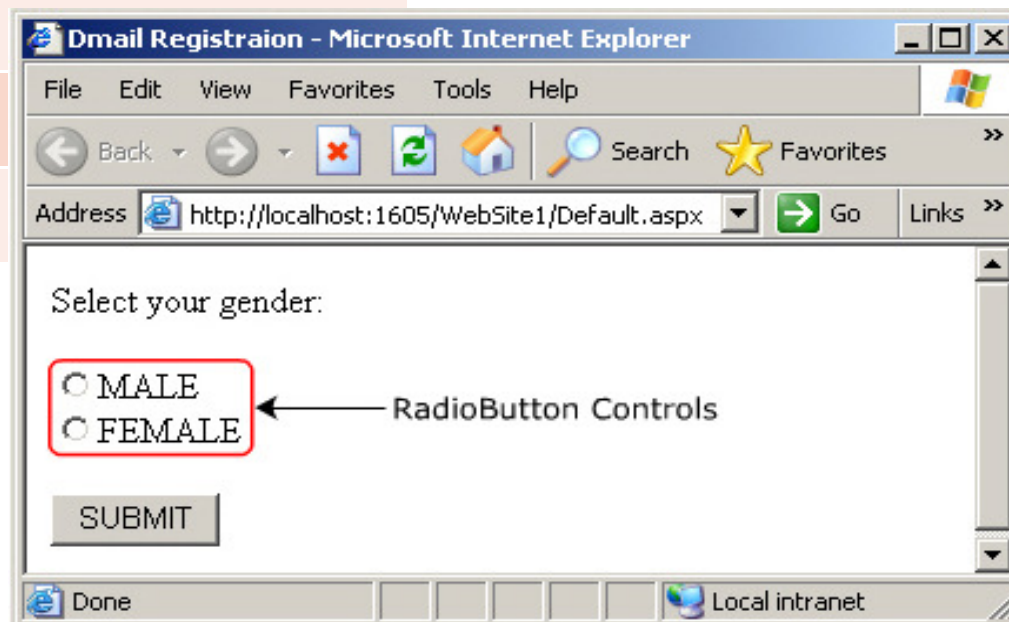 Dmail Registraion - Microsoft Internet Explorer
File Edit View Favorites Tools Help
Back Search Favorites »
Address http://localhost:1605/WebSite1/Default.aspx Go Links »
Select your gender:
MALE
FEMALE
RadioButton Controls
SUBMIT
Done Local intranet